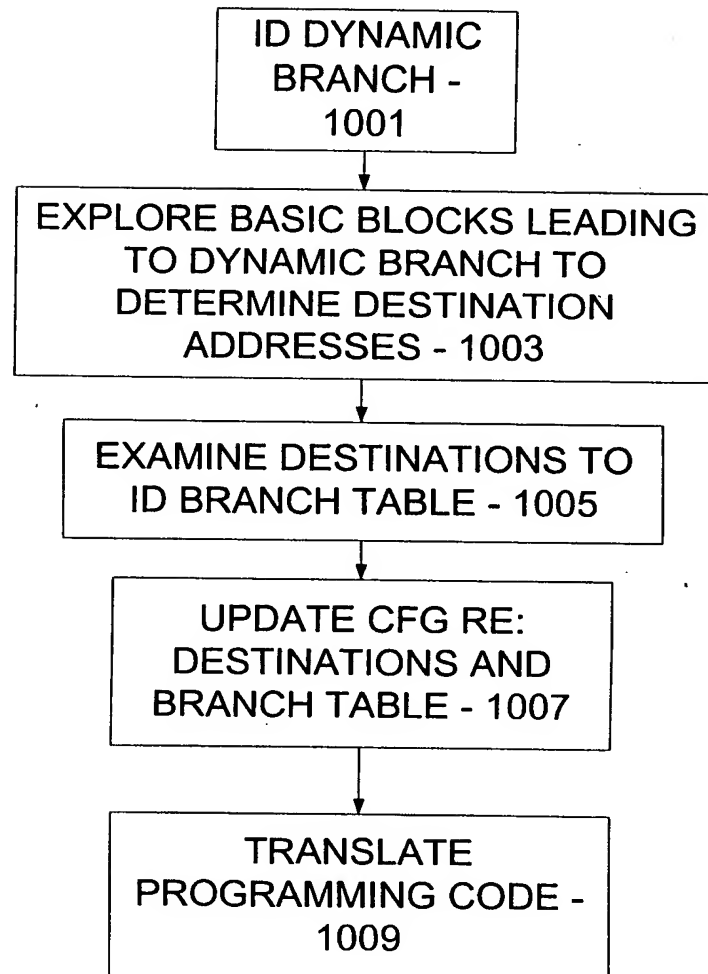 ID DYNAMIC
BRANCH -
1001
EXPLORE BASIC BLOCKS LEADING
TO DYNAMIC BRANCH TO
DETERMINE DESTINATION
ADDRESSES - 1003
EXAMINE DESTINATIONS TO
ID BRANCH TABLE - 1005
UPDATE CFG RE:
DESTINATIONS AND
BRANCH TABLE - 1007
TRANSLATE
PROGRAMMING CODE -
1009